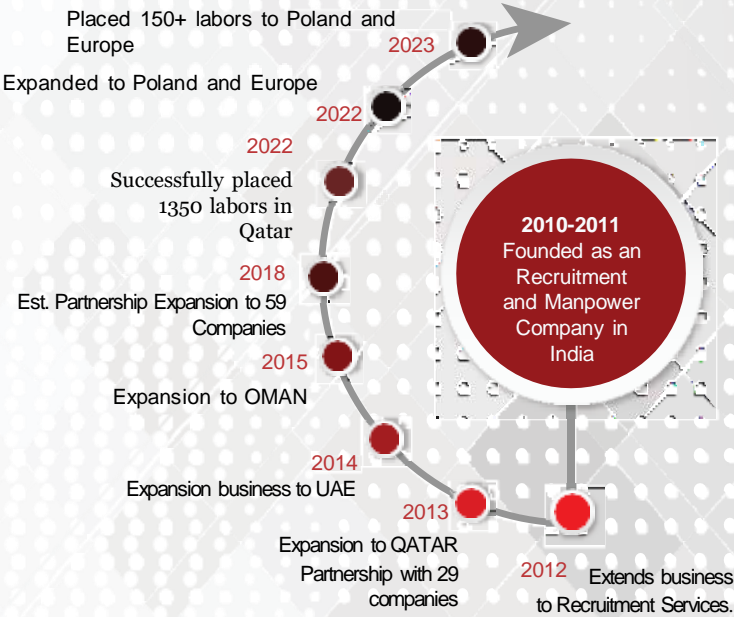 Placed 150+ labors to Poland and
Europe
2023
Expanded to Poland and Europe
2022
2022
Successfully placed
1350 labors in
Qatar
2018
Est. Partnership Expansion to 59
Companies
2015
Expansion to OMAN
2014
Expansion business to UAE
2013
Expansion to QATAR
Partnership with 29
companies
2012
Extends business
to Recruitment Services.
2010-2011
Founded as an
Recruitment
and Manpower
Company in
India